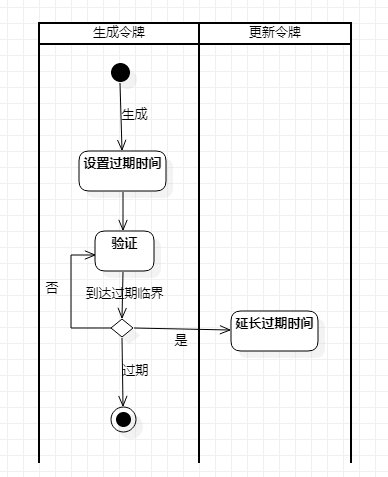 生成令牌
更新令牌
生成
设置过期时间
验证
否
到达过期临界
延长过期时间
是
过期